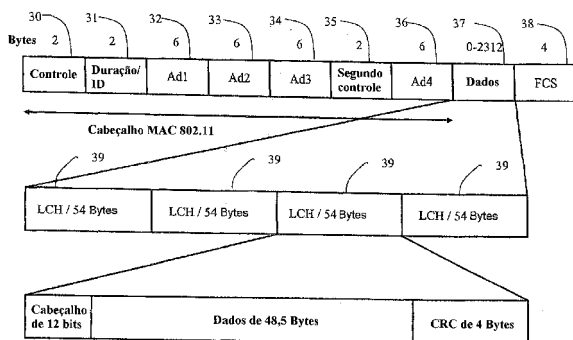 30 31 32 33 34 35 36 37 38
Bytes 2 2 6 6 6 2 6 0-2312 4
Controle Duração/ID Ad1 Ad2 Ad3 Segundo controle Ad4 Dados FCS
Cabeçalho MAC 802.11
39 39 39 39
LCH / 54 Bytes LCH / 54 Bytes LCH / 54 Bytes LCH / 54 Bytes
Cabeçalho de 12 bits Dados de 48,5 Bytes CRC de 4 Bytes